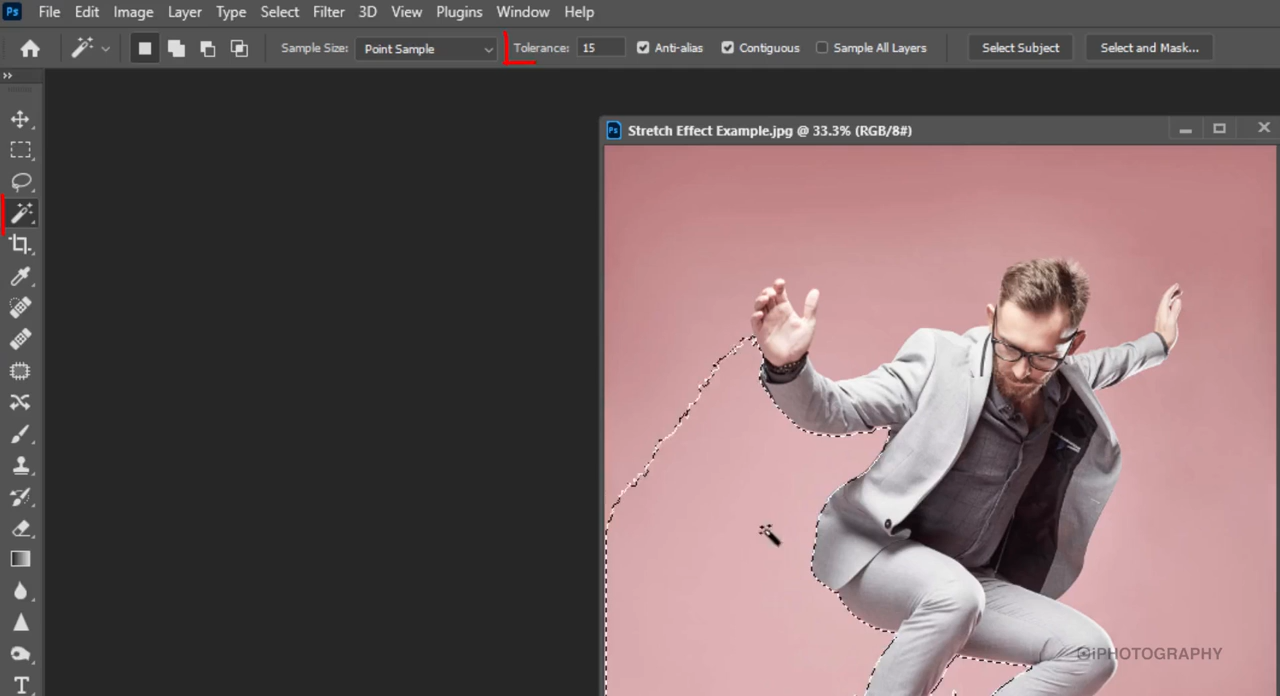 Ps File Edit Image Layer Type Select Filter 3D View Plugins Window Help
Sample Size: Point Sample Tolerance: 15 Anti-alias Contiguous Sample All Layers Select Subject Select and Mask...
Ps Stretch Effect Example.jpg @ 33.3% (RGB/8#)
iPHOTOGRAPHY
T